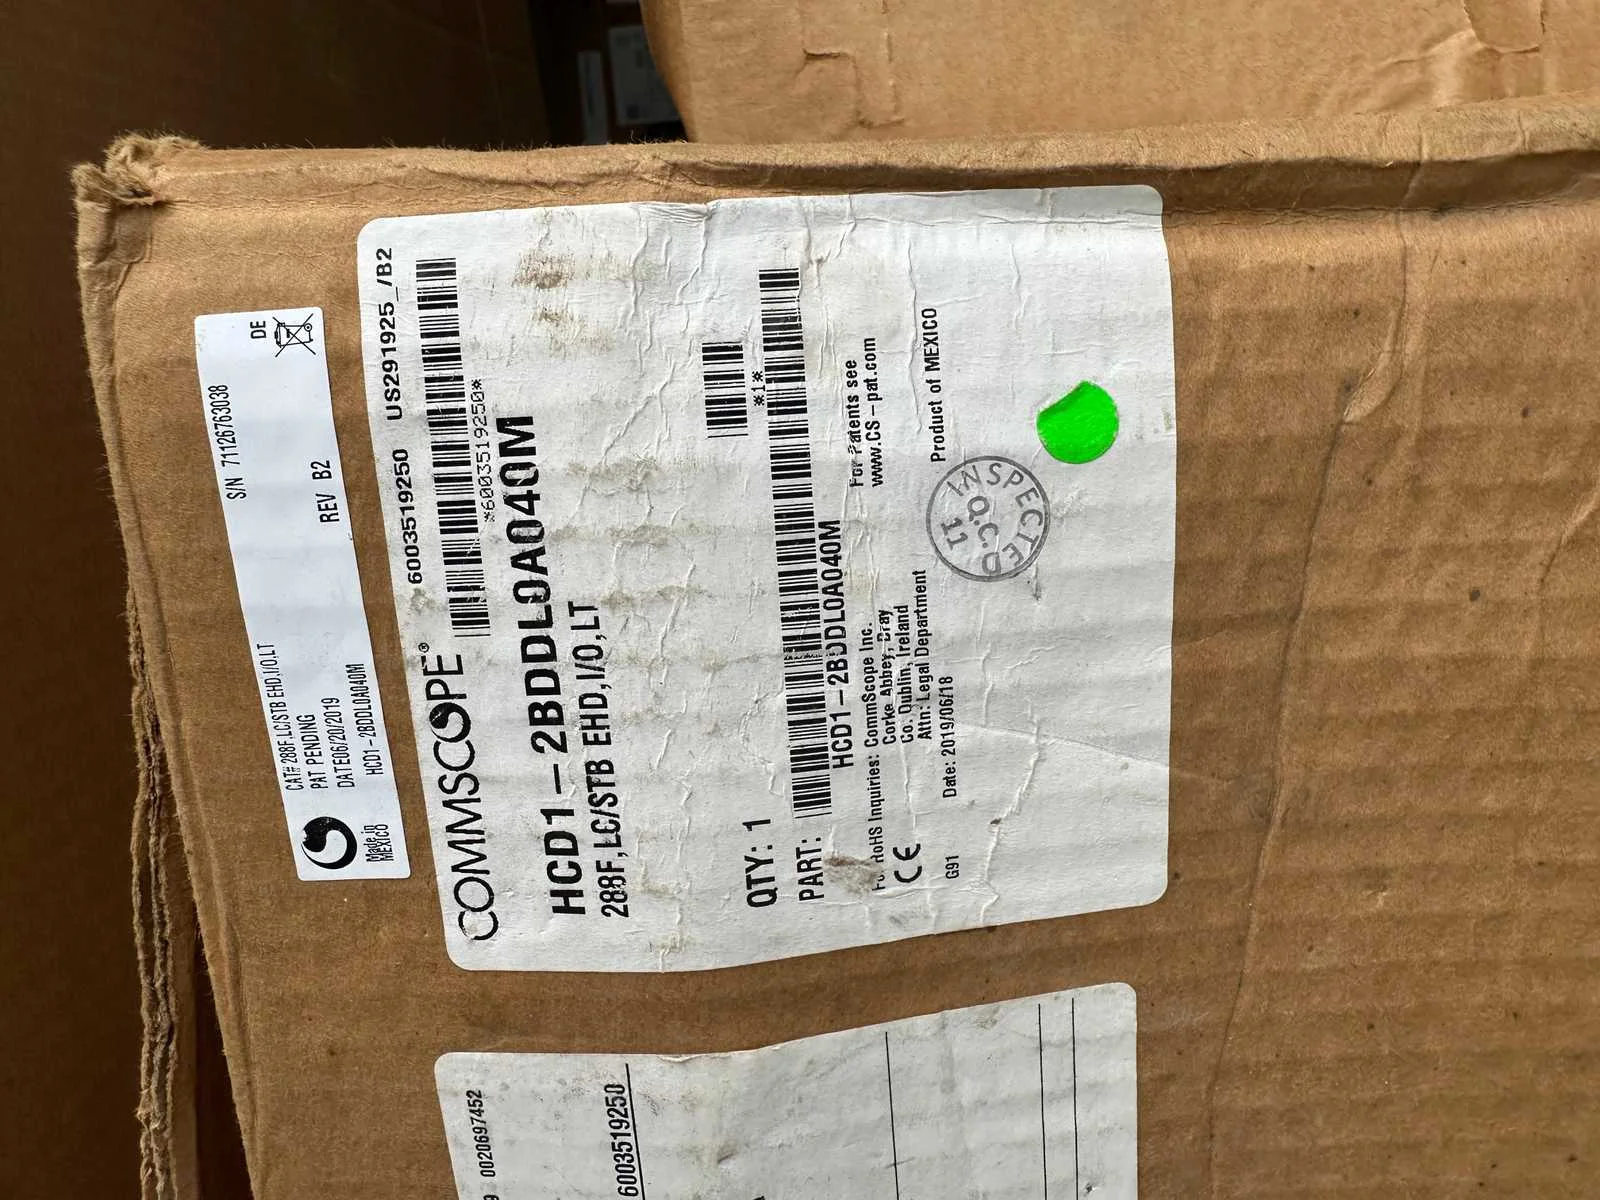 S/N 71126763038
DE
CAT# 288F,LC/STB EHD,I/O,LT
PAT PENDING
REV B2
DATE06/20/2019
HCD1-2BDDL0A040M
Made in
MEXICO
6003519250 US291925_/B2
COMMSCOPE®
*6003519250*
HCD1-2BDDL0A040M
288F,LC/STB EHD,I/O,LT
QTY: 1
*1*
PART:
HCD1-2BDDL0A040M
For Patents see
www.CS-pat.com
RoHS Inquiries: CommScope Inc.
Corke Abbey, Bray
Co, Dublin, Ireland
Attn: Legal Department
CE
Product of MEXICO
G91 Date: 2019/06/18
INSPECTED
Q.C.
11
0020697452
6003519250